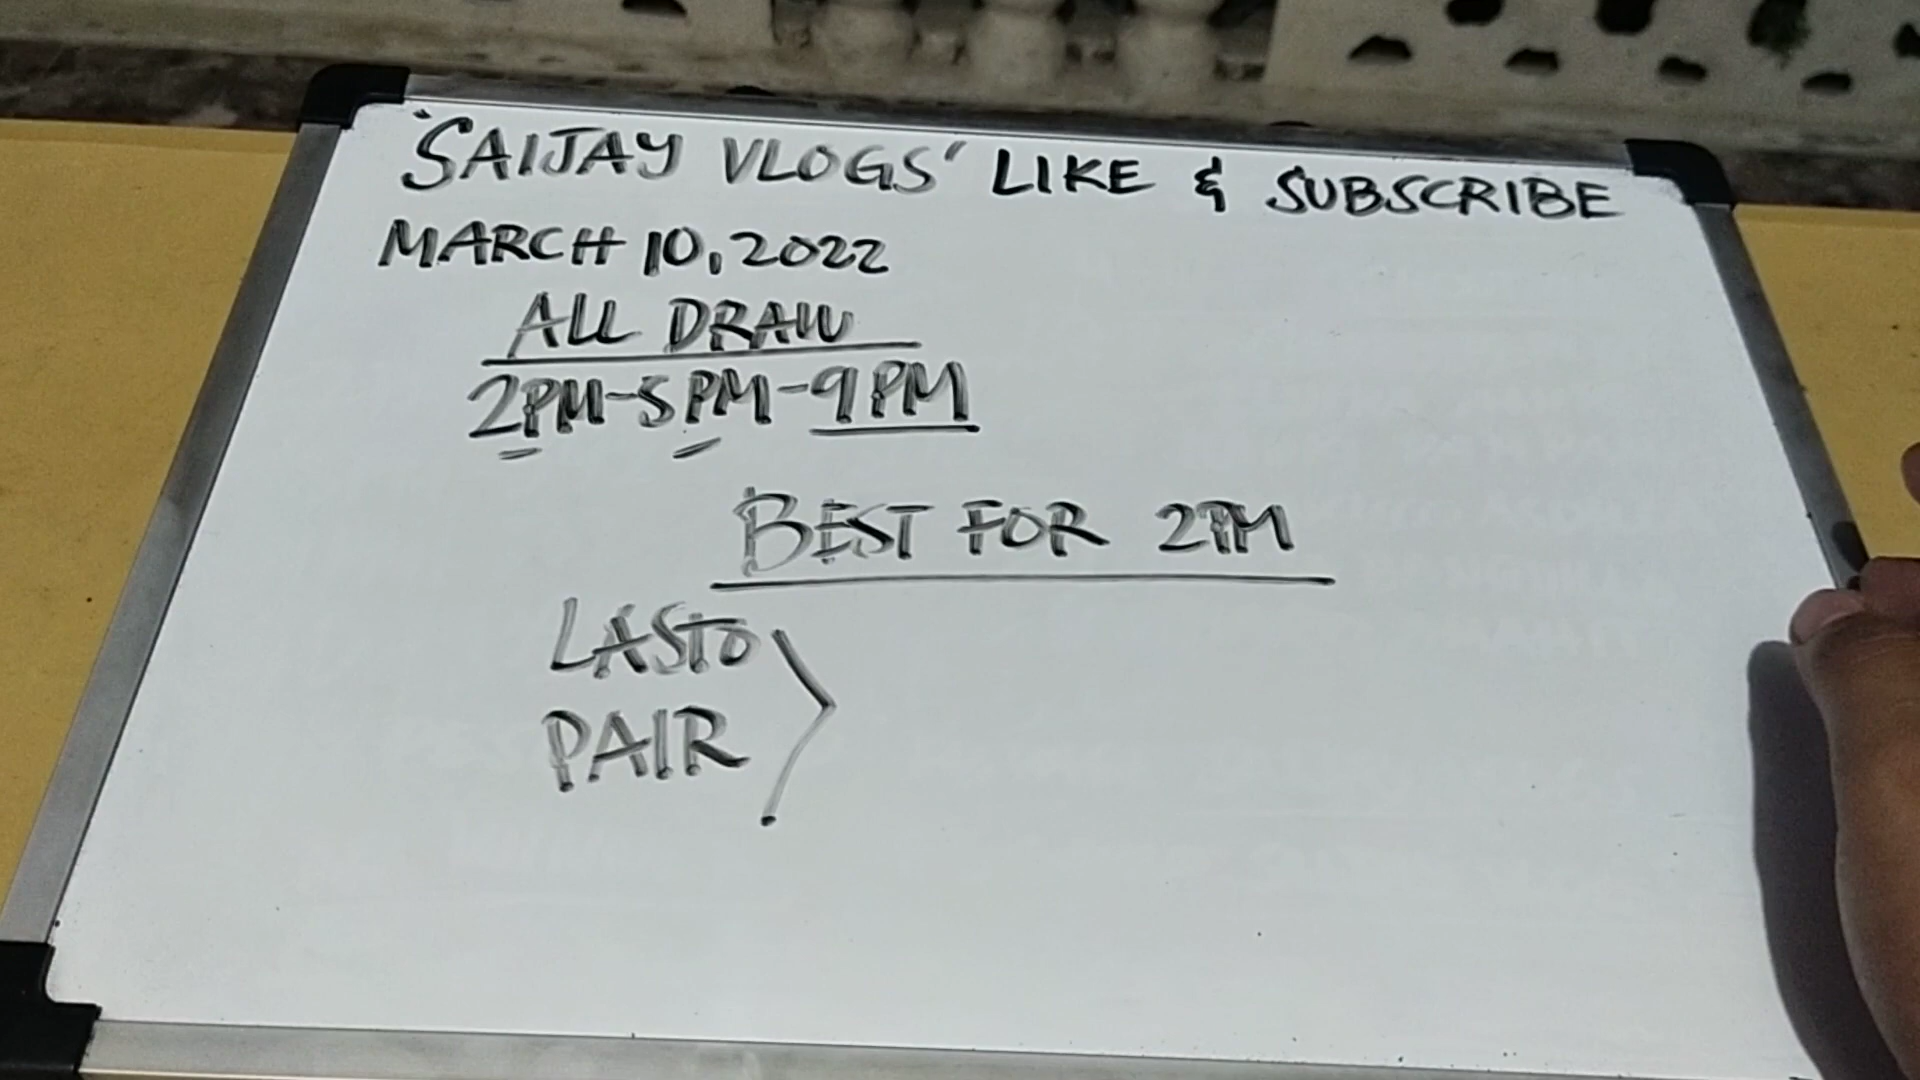 "SAIJAY VLOGS" LIKE & SUBSCRIBE
MARCH 10, 2022
ALL DRAW
2PM-5PM-9PM
BEST FOR 2PM
LASTO
PAIR